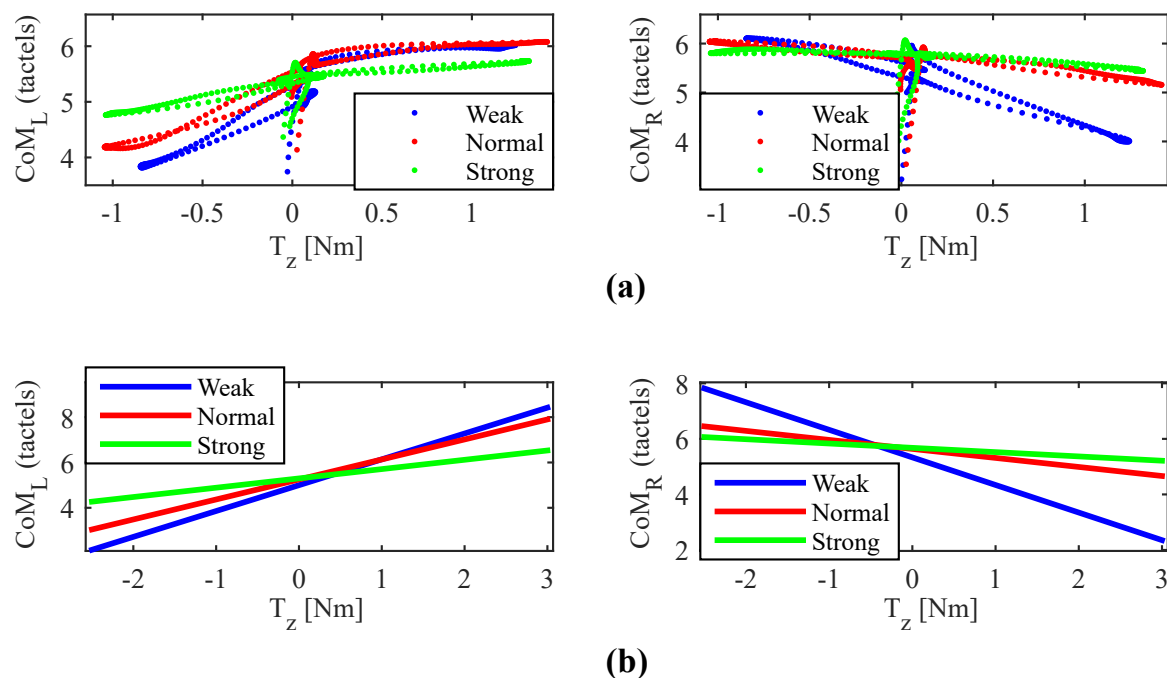 CoM_L (tactels)
6
5
4
Weak
Normal
Strong
-1 -0.5 0 0.5 1
T_z [Nm]
CoM_R (tactels)
6
5
4
Weak
Normal
Strong
-1 -0.5 0 0.5 1
T_z [Nm]
(a)
CoM_L (tactels)
8
6
4
Weak
Normal
Strong
-2 -1 0 1 2 3
T_z [Nm]
CoM_R (tactels)
8
6
4
2
Weak
Normal
Strong
-2 -1 0 1 2 3
T_z [Nm]
(b)